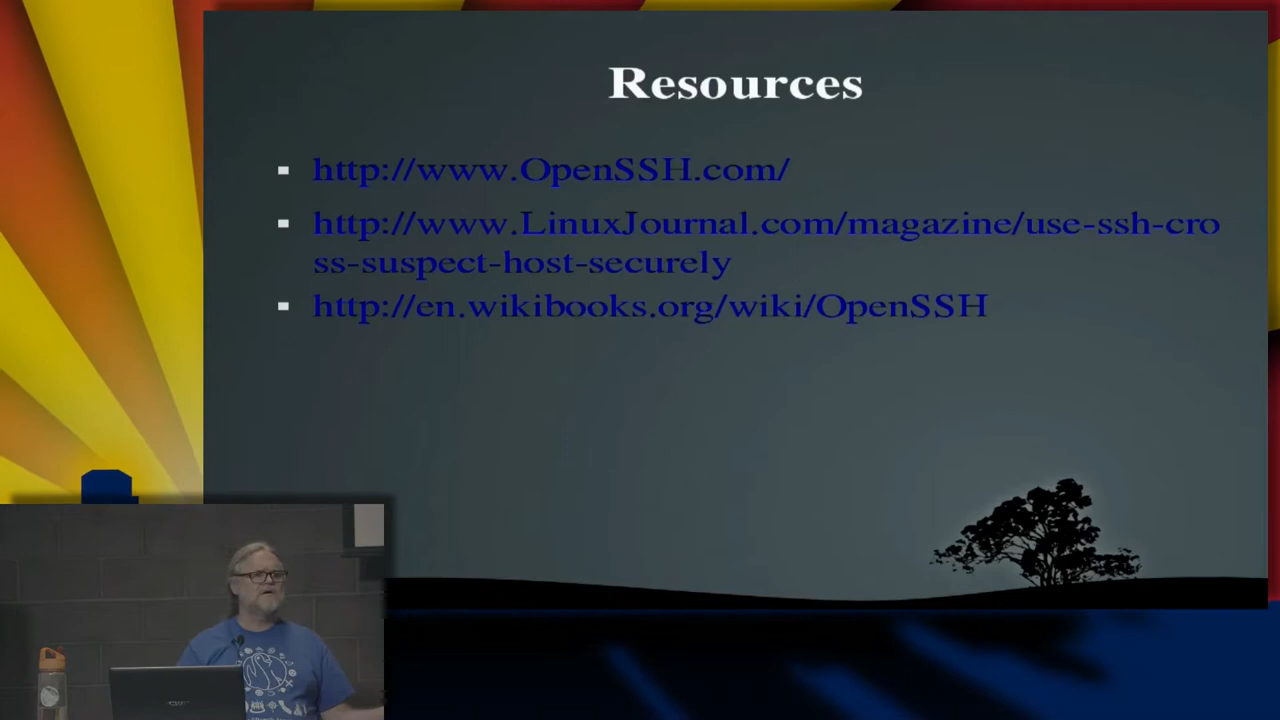 Resources
http://www.OpenSSH.com/
http://www.LinuxJournal.com/magazine/use-ssh-cro
ss-suspect-host-securely
http://en.wikibooks.org/wiki/OpenSSH